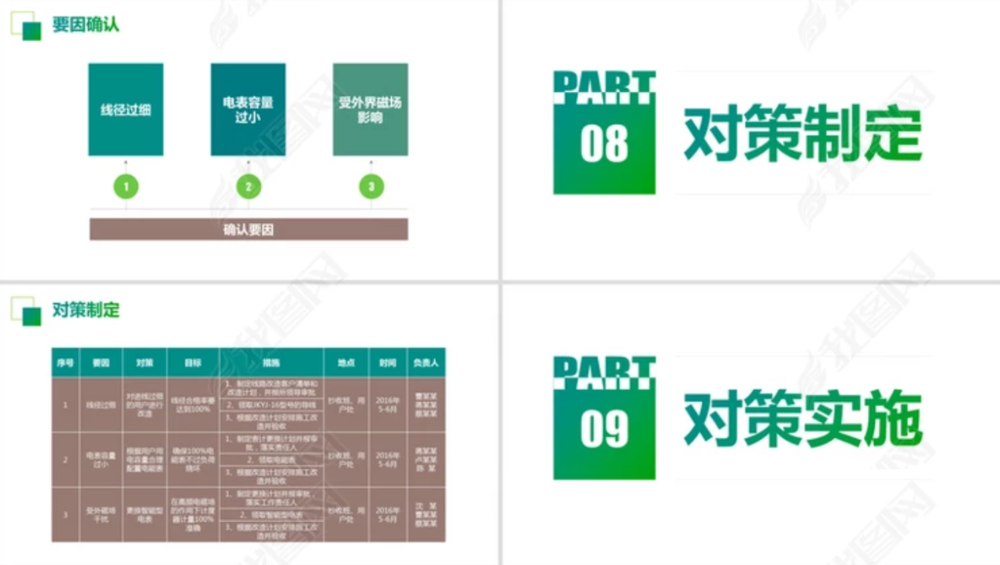 要因确认
线径过细
电表容量
过小
受外界磁场
影响
1
2
3
确认要因
PART
08
对策制定
对策制定
序号 要因 对策 目标 措施 地点 时间 负责人
1
线径过细
对进线过细
的用户进行
改造
线径合格率要
达到100%
1、制定线路改造客户清单和
改造计划，并报所领导审批
2、领取JKYJ-16型号的导线
3、根据改造计划安排施工改
造并验收
抄收班、用
户处
2016年
5-6月
曹某某
蒋某某
蔡某某
2
电表容量
过小
根据用户用
电容量合理
配置电能表
确保100%电
能表不过负荷
烧坏
1、制定表计更换计划并报审
批，落实责任人
2、领取电能表
3、根据改造计划安排施工改
造并验收
抄收班、用
户处
2016年
5-6月
蒋某某
卢某某
陈 某
3
受外磁场
干扰
更换智能型
电表
在高频电磁场
的作用下计度
器计量100%
准确
1、制定更换计划并报审批，
落实工作责任人
2、领取智能型电表
3、根据改造计划安排施工改
造并验收
抄收班、用
户处
2016年
5-6月
沈 某
曹某某
蔡某某
PART
09
对策实施